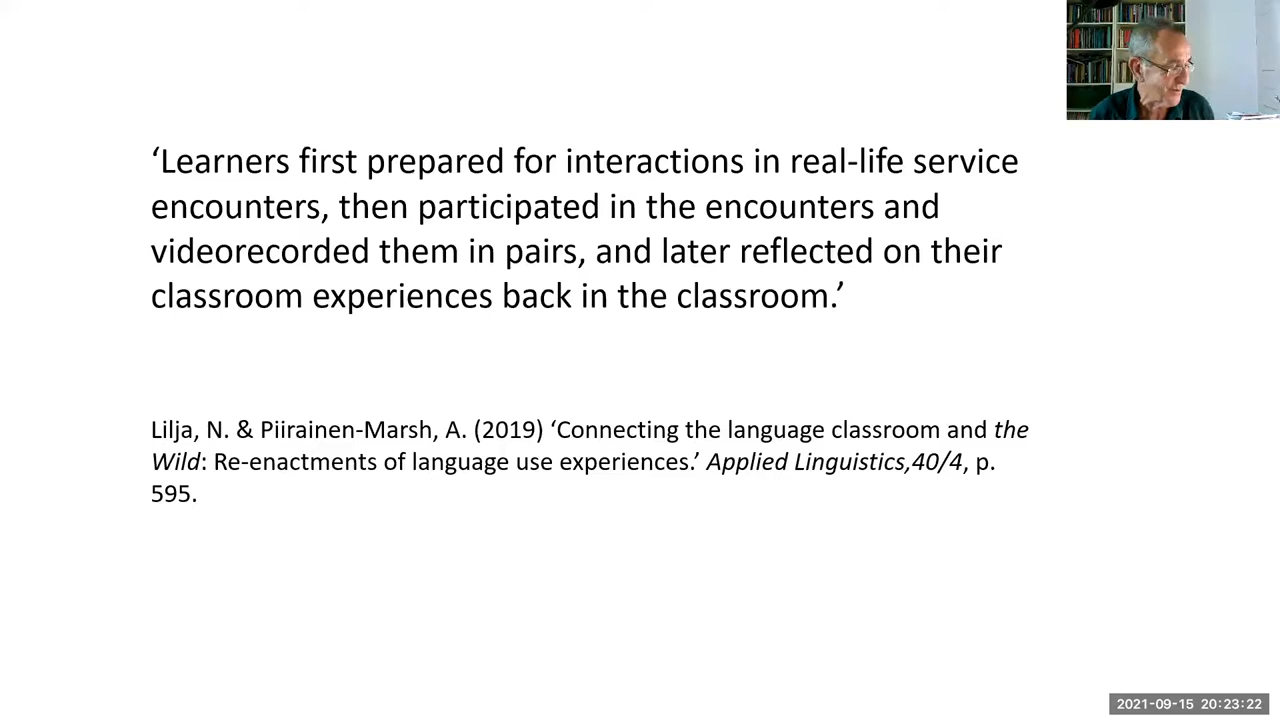 ‘Learners first prepared for interactions in real-life service
encounters, then participated in the encounters and
videorecorded them in pairs, and later reflected on their
classroom experiences back in the classroom.’
Lilja, N. & Piirainen-Marsh, A. (2019) ‘Connecting the language classroom and the
Wild: Re-enactments of language use experiences.’ Applied Linguistics,40/4, p.
595.
2021-09-15 20:23:22